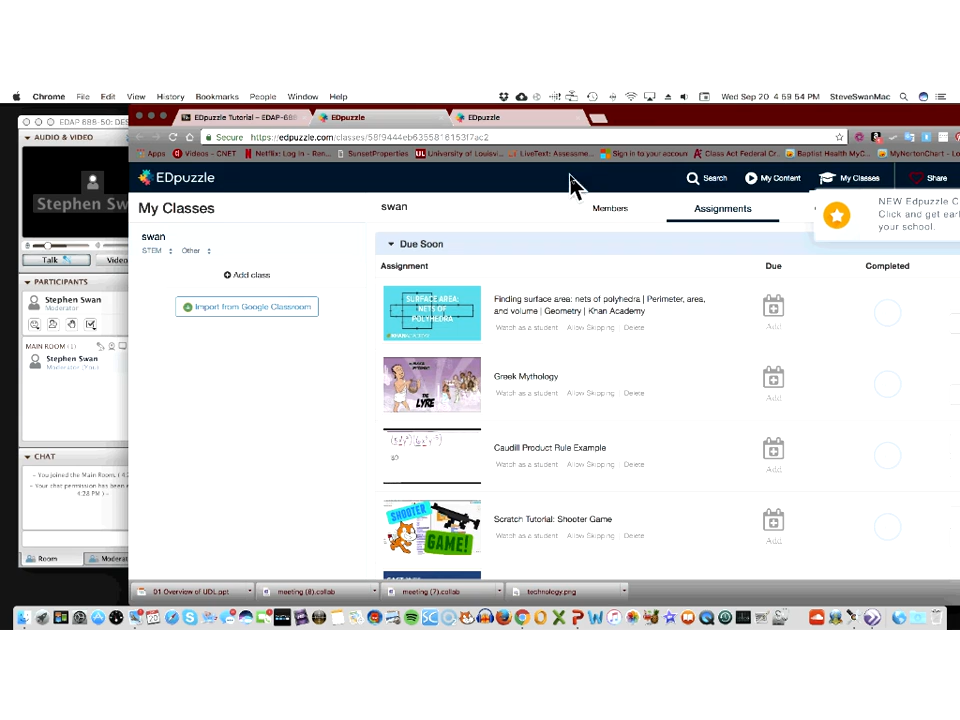 Chrome File Edit View History Bookmarks People Window Help
Wed Sep 20 4:59:54 PM SteveSwanMac
EDAP 888-50: DES
EDpuzzle Tutorial – EDAP-888
EDpuzzle
EDpuzzle
Secure https://edpuzzle.com/classes/58f9444eb6355816153f7ac2
Apps Videos - CNET Netflix: Log In - Ren... SunsetProperties University of Louisvi... LiveText: Assessme... Sign in to your accoun Class Act Federal Cr.. Baptist Health MyC... MyNortonChart - Lo
AUDIO & VIDEO
Stephen Sw
Talk
Video
PARTICIPANTS
Stephen Swan
Moderator
MAIN ROOM (1)
Stephen Swan
Moderator (You)
CHAT
- You joined the Main Room. ( 4:
- Your chat permission has been
4:28 PM ) -
Room
Moderat
EDpuzzle
Search
My Content
My Classes
Share
NEW Edpuzzle C
Click and get earl
your school.
My Classes
swan
STEM Other
Add class
Import from Google Classroom
swan
Members
Assignments
Due Soon
Assignment Due Completed
SURFACE AREA:
NETS OF
POLYHEDRA
Finding surface area: nets of polyhedra | Perimeter, area,
and volume | Geometry | Khan Academy
Watch as a student Allow Skipping Delete
Add
THE
LYRE
Greek Mythology
Watch as a student Allow Skipping Delete
Add
Caudill Product Rule Example
Watch as a student Allow Skipping Delete
Add
SHOOTER
GAME!
Scratch Tutorial: Shooter Game
Watch as a student Allow Skipping Delete
Add
01 Overview of UDL.ppt
meeting (8).collab
meeting (7).collab
technology.png